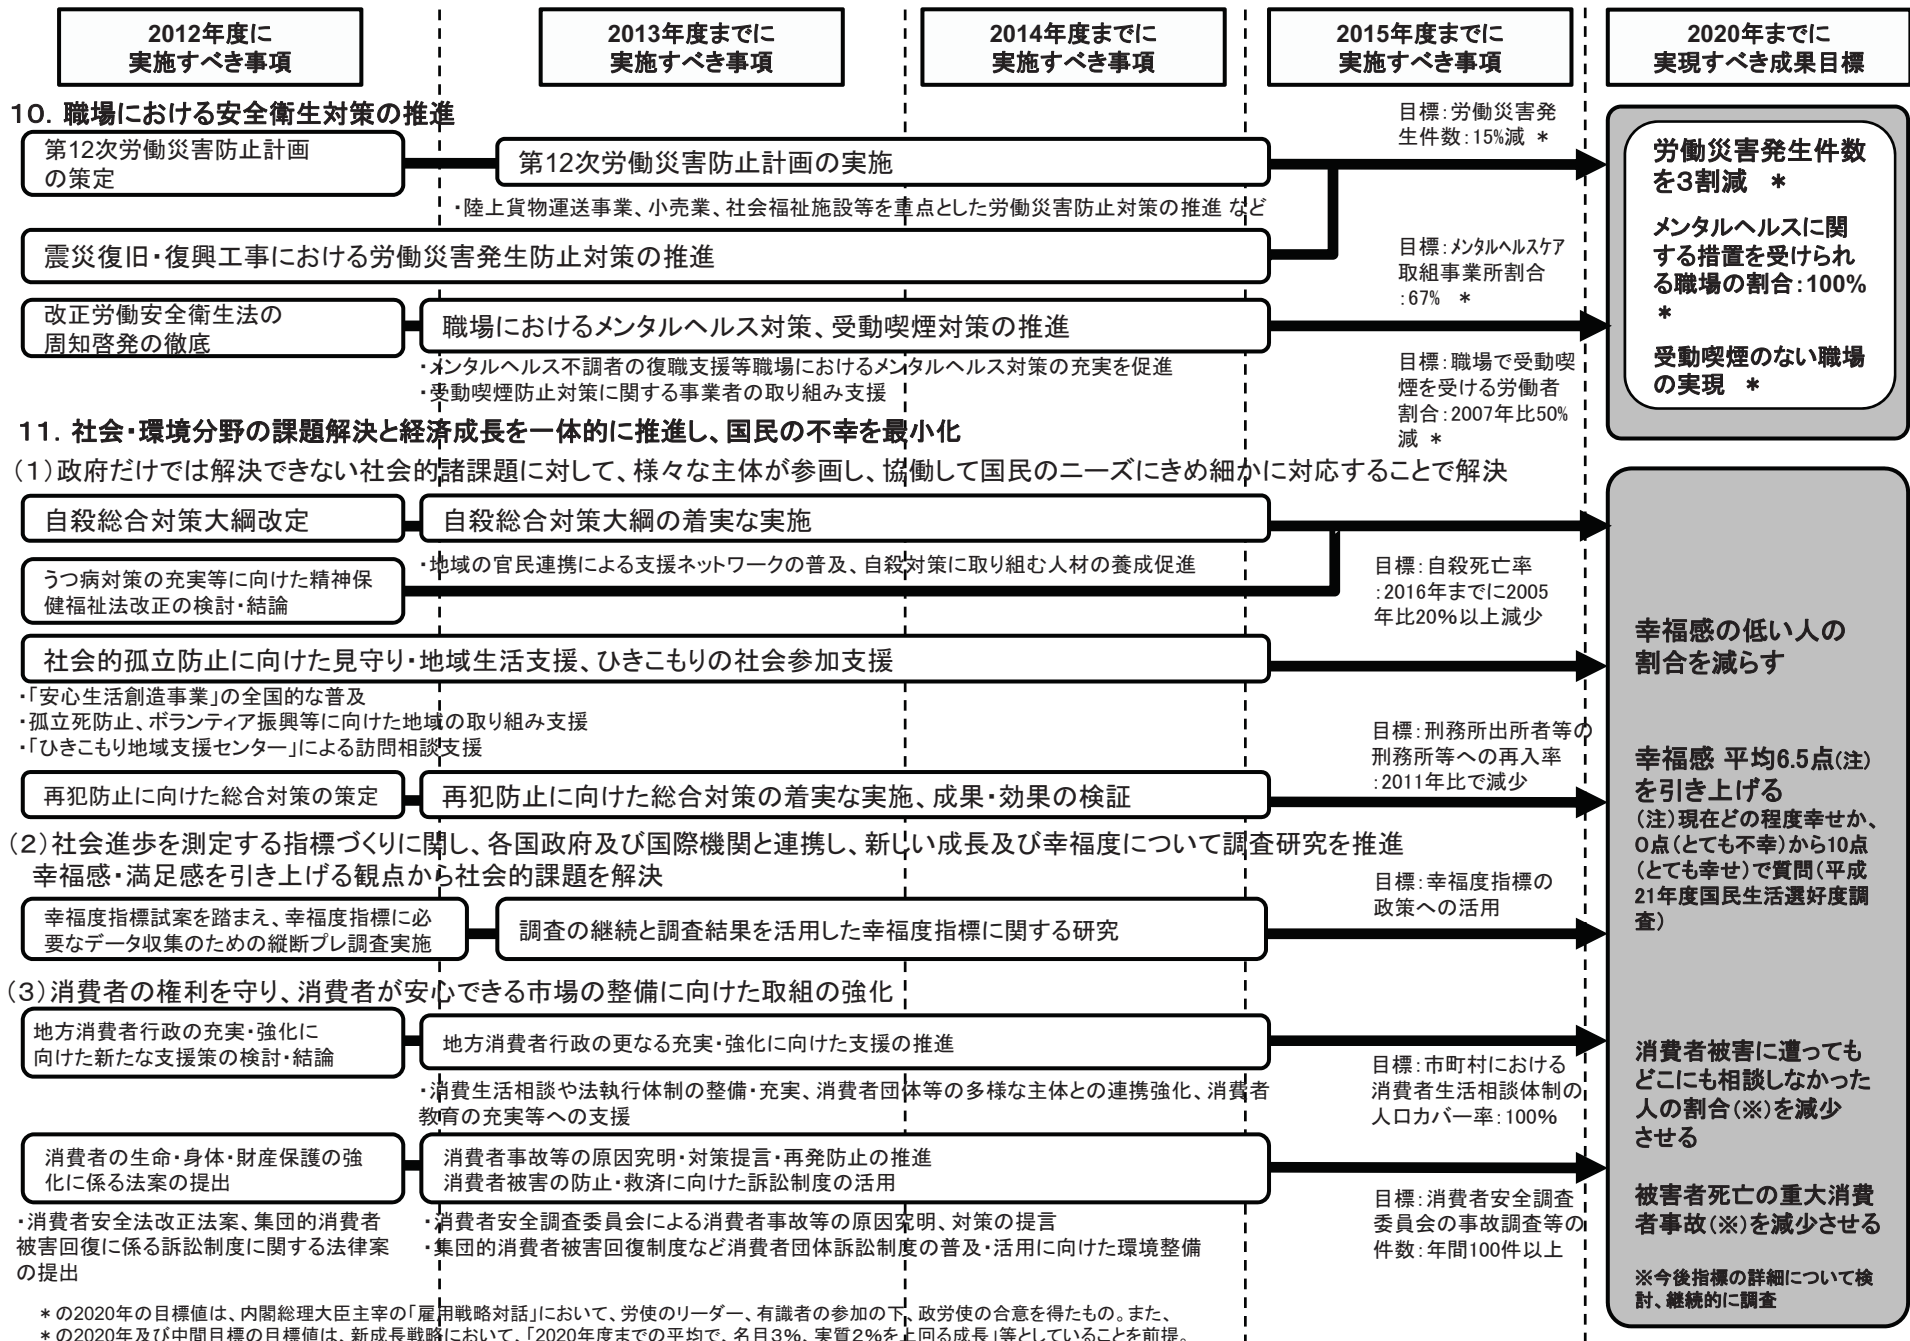 2012年度に
実施すべき事項
2013年度までに
実施すべき事項
2014年度までに
実施すべき事項
2015年度までに
実施すべき事項
2020年までに
実現すべき成果目標
10．職場における安全衛生対策の推進
第12次労働災害防止計画
の策定
第12次労働災害防止計画の実施
・陸上貨物運送事業、小売業、社会福祉施設等を重点とした労働災害防止対策の推進 など
目標：労働災害発
生件数：15%減 ＊
震災復旧・復興工事における労働災害発生防止対策の推進
目標：メンタルヘルスケア
取組事業所割合
：67% ＊
改正労働安全衛生法の
周知啓発の徹底
職場におけるメンタルヘルス対策、受動喫煙対策の推進
・メンタルヘルス不調者の復職支援等職場におけるメンタルヘルス対策の充実を促進
・受動喫煙防止対策に関する事業者の取り組み支援
目標：職場で受動喫
煙を受ける労働者
割合：2007年比50%
減 ＊
労働災害発生件数
を3割減 ＊
メンタルヘルスに関
する措置を受けられ
る職場の割合：100%
＊
受動喫煙のない職場
の実現 ＊
11．社会・環境分野の課題解決と経済成長を一体的に推進し、国民の不幸を最小化
（1）政府だけでは解決できない社会的諸課題に対して、様々な主体が参画し、協働して国民のニーズにきめ細かに対応することで解決
自殺総合対策大綱改定
自殺総合対策大綱の着実な実施
・地域の官民連携による支援ネットワークの普及、自殺対策に取り組む人材の養成促進
うつ病対策の充実等に向けた精神保
健福祉法改正の検討・結論
目標：自殺死亡率
：2016年までに2005
年比20%以上減少
社会的孤立防止に向けた見守り・地域生活支援、ひきこもりの社会参加支援
・「安心生活創造事業」の全国的な普及
・孤立死防止、ボランティア振興等に向けた地域の取り組み支援
・「ひきこもり地域支援センター」による訪問相談支援
目標：刑務所出所者等の
刑務所等への再入率
：2011年比で減少
再犯防止に向けた総合対策の策定
再犯防止に向けた総合対策の着実な実施、成果・効果の検証
（2）社会進歩を測定する指標づくりに関し、各国政府及び国際機関と連携し、新しい成長及び幸福度について調査研究を推進
幸福感・満足感を引き上げる観点から社会的課題を解決
目標：幸福度指標の
政策への活用
幸福度指標試案を踏まえ、幸福度指標に必
要なデータ収集のための縦断プレ調査実施
調査の継続と調査結果を活用した幸福度指標に関する研究
（3）消費者の権利を守り、消費者が安心できる市場の整備に向けた取組の強化
地方消費者行政の充実・強化に
向けた新たな支援策の検討・結論
地方消費者行政の更なる充実・強化に向けた支援の推進
・消費生活相談や法執行体制の整備・充実、消費者団体等の多様な主体との連携強化、消費者
教育の充実等への支援
目標：市町村における
消費者生活相談体制の
人口カバー率：100%
消費者の生命・身体・財産保護の強
化に係る法案の提出
消費者事故等の原因究明・対策提言・再発防止の推進
消費者被害の防止・救済に向けた訴訟制度の活用
・消費者安全法改正法案、集団的消費者
被害回復に係る訴訟制度に関する法律案
の提出
・消費者安全調査委員会による消費者事故等の原因究明、対策の提言
・集団的消費者被害回復制度など消費者団体訴訟制度の普及・活用に向けた環境整備
目標：消費者安全調査
委員会の事故調査等の
件数：年間100件以上
幸福感の低い人の
割合を減らす
幸福感 平均6.5点（注）
を引き上げる
（注）現在どの程度幸せか、
0点（とても不幸）から10点
（とても幸せ）で質問（平成
21年度国民生活選好度調
査）
消費者被害に遭っても
どこにも相談しなかった
人の割合（※）を減少
させる
被害者死亡の重大消費
者事故（※）を減少させる
※今後指標の詳細について検
討、継続的に調査
＊の2020年の目標値は、内閣総理大臣主宰の「雇用戦略対話」において、労使のリーダー、有識者の参加の下、政労使の合意を得たもの。また、
＊の2020年及び中間目標の目標値は、新成長戦略において、「2020年度までの平均で、名目3%、実質2%を上回る成長」等としていることを前提。